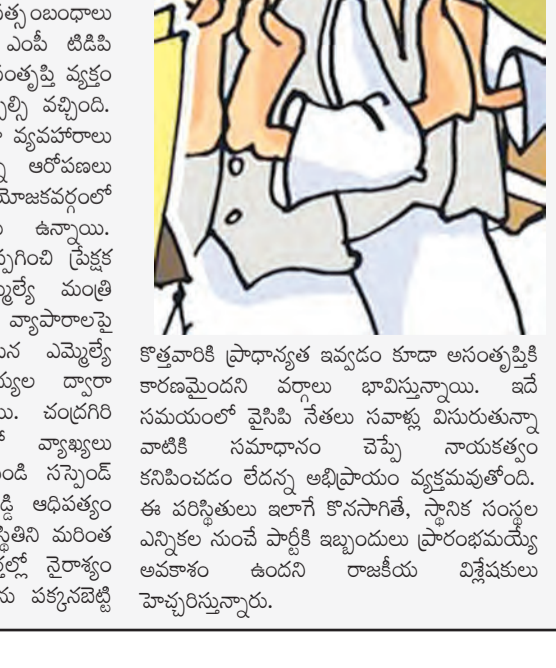 సత్సంబంధాలు
ఎంపీ టిడిపి
వ్యక్తం
వచ్చింది.
వ్యవహారాలు
ఆరోపణలు
ఉన్నాయి.
ప్రేక్షక
మంత్రి
వ్యాపారాలపై
ఎమ్మెల్యే
ద్వారా
చంద్రగిరి
వ్యాఖ్యలు
సస్పెండ్
ఆధిపత్యం
మరింత
నైరాశ్యం
పక్కనబెట్టి
కొత్తవారికి ప్రాధాన్యత ఇవ్వడం కూడా అసంతృప్తికి
కారణమైందని వర్గాలు భావిస్తున్నాయి. ఇదే
సమయంలో వైసిపి నేతలు సవాళ్లు విసురుతున్నా
వాటికి సమాధానం చెప్పే నాయకత్వం
కనిపించడం లేదన్న అభిప్రాయం వ్యక్తమవుతోంది.
ఈ పరిస్థితులు ఇలాగే కొనసాగితే, స్థానిక సంస్థల
ఎన్నికల నుంచే పార్టీకి ఇబ్బందులు ప్రారంభమయ్యే
అవకాశం ఉందని రాజకీయ విశ్లేషకులు
హెచ్చరిస్తున్నారు.